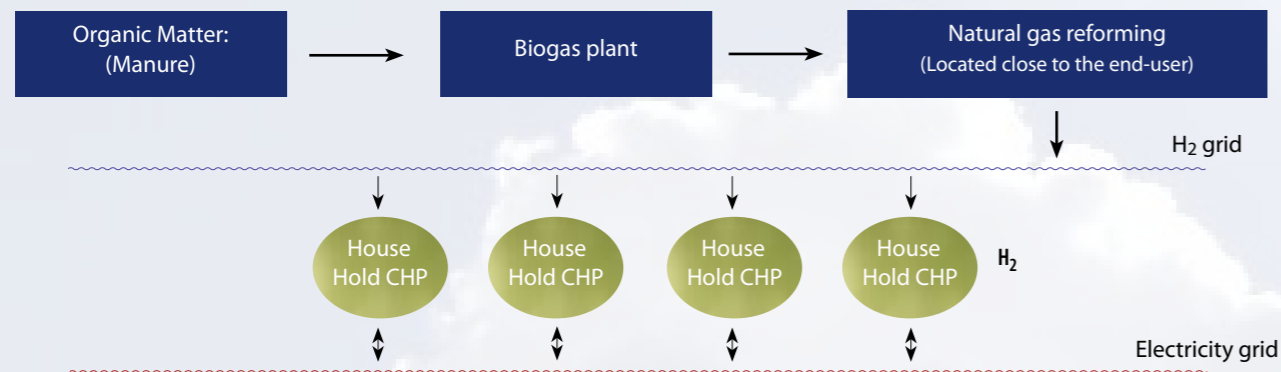 Organic Matter:
(Manure)
Biogas plant
Natural gas reforming
(Located close to the end-user)
H₂ grid
House
Hold CHP
House
Hold CHP
House
Hold CHP
House
Hold CHP
H₂
Electricity grid